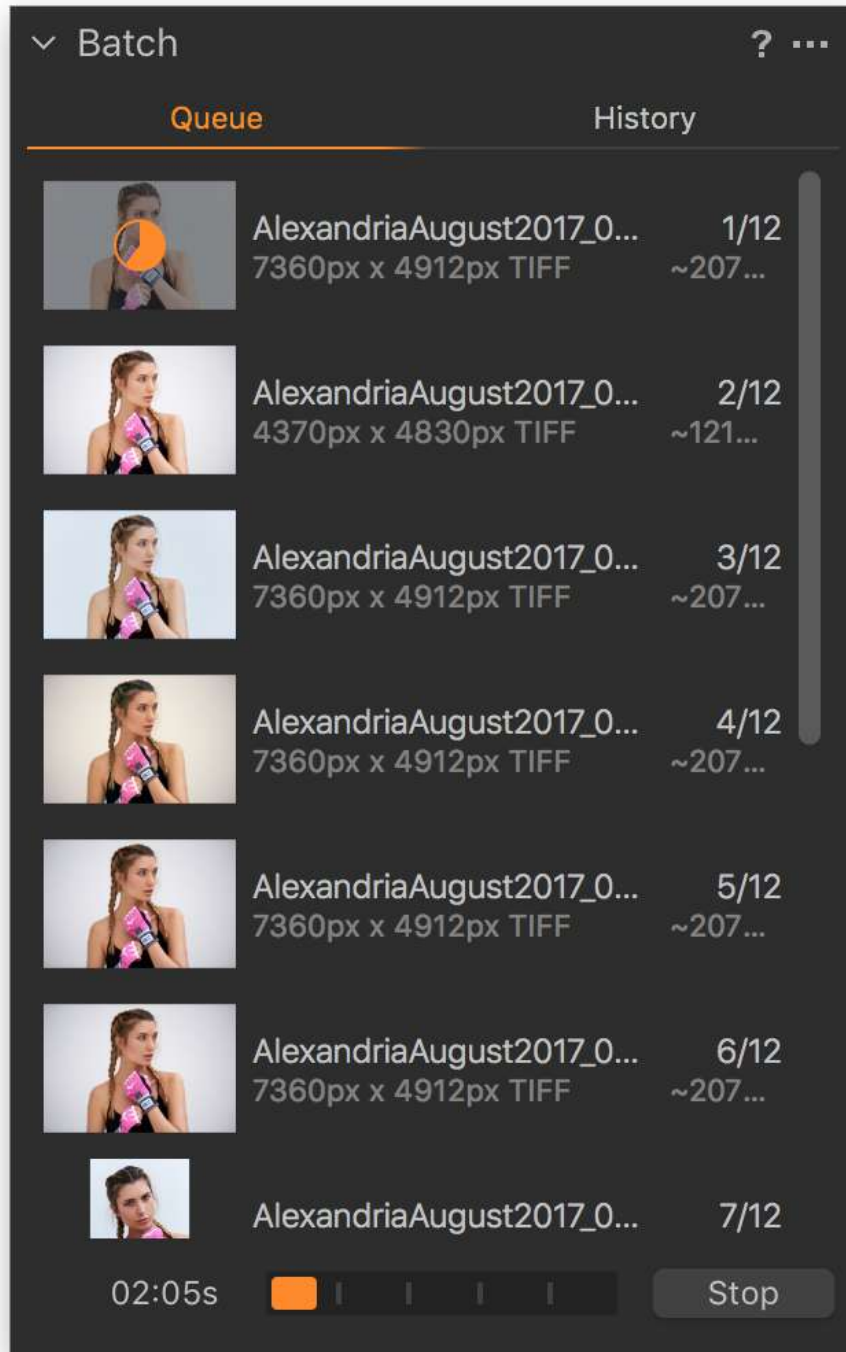 Batch ? ...
Queue History
AlexandriaAugust2017_0... 1/12
7360px x 4912px TIFF ~207...
AlexandriaAugust2017_0... 2/12
4370px x 4830px TIFF ~121...
AlexandriaAugust2017_0... 3/12
7360px x 4912px TIFF ~207...
AlexandriaAugust2017_0... 4/12
7360px x 4912px TIFF ~207...
AlexandriaAugust2017_0... 5/12
7360px x 4912px TIFF ~207...
AlexandriaAugust2017_0... 6/12
7360px x 4912px TIFF ~207...
AlexandriaAugust2017_0... 7/12
02:05s Stop